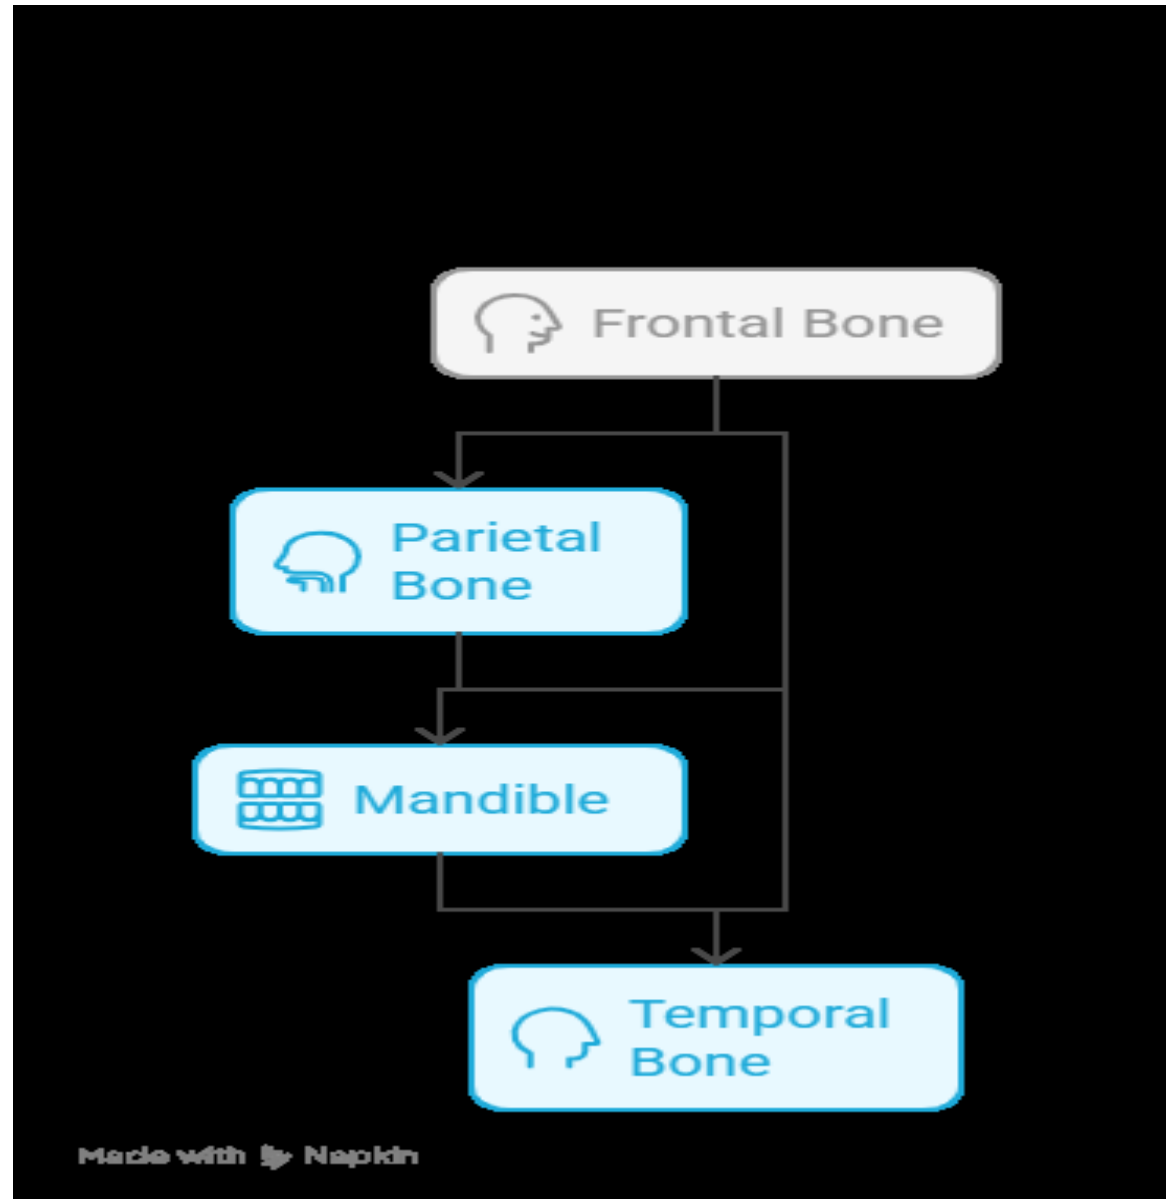 Frontal Bone
Parietal
Bone
Mandible
Temporal
Bone
Made with Napkin